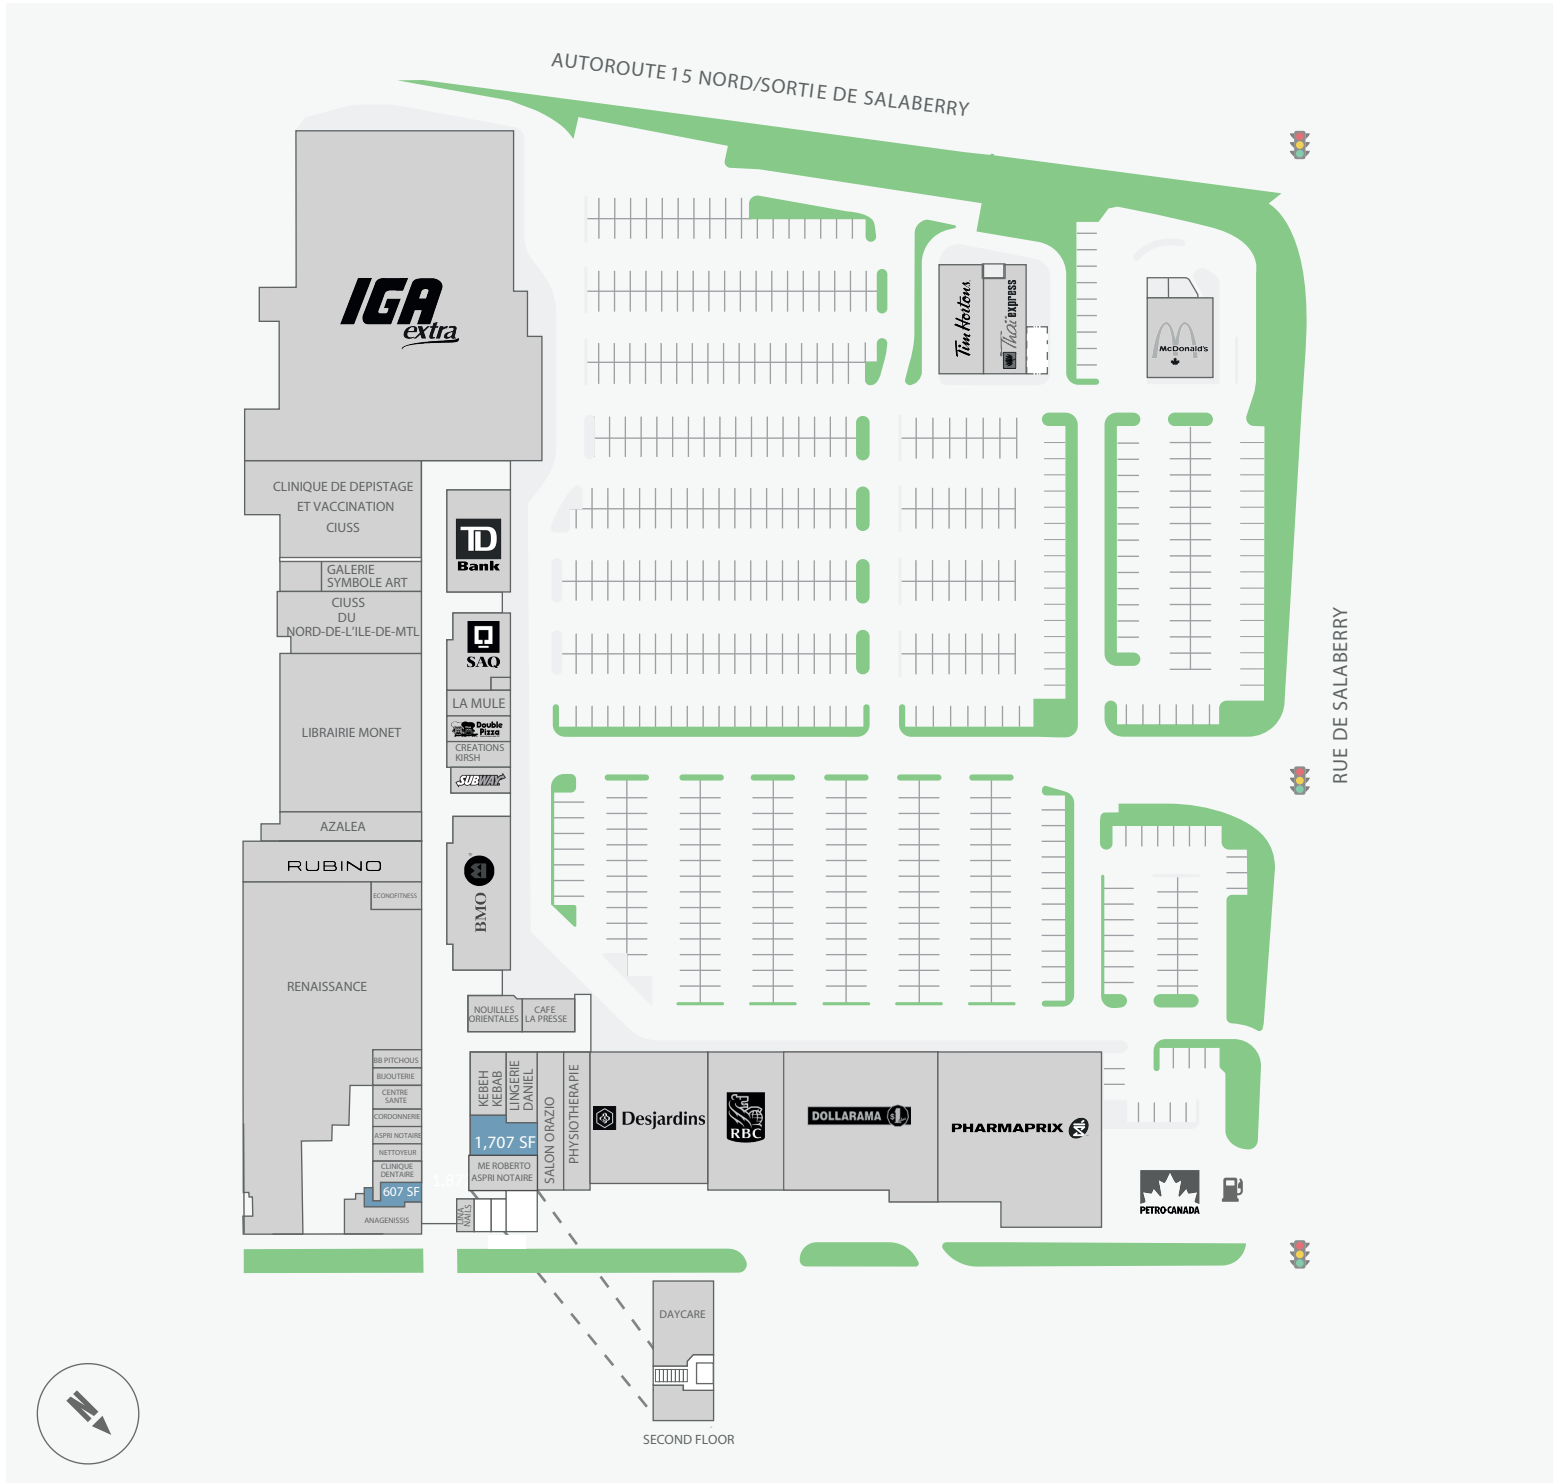 AUTOROUTE 15 NORD/SORTIE DE SALABERRY
IGA
extra
Tim Hortons
Thaï express
McDonald's
CLINIQUE DE DEPISTAGE
ET VACCINATION
CIUSS
TD
Bank
GALERIE
SYMBOLE ART
CIUSS
DU
NORD-DE-L'ILE-DE-MTL
SAQ
LA MULE
Double
Pizza
CREATIONS
KIRSH
SUBWAY
LIBRAIRIE MONET
RUE DE SALABERRY
AZALEA
RUBINO
ECONOFITNESS
BMO
RENAISSANCE
NOUILLES
ORIENTALES
CAFE
LA PRESSE
BB PITCHOUS
BIJOUTERIE
CENTRE
SANTE
CORDONNERIE
ASPRI NOTAIRE
NETTOYEUR
CLINIQUE
DENTAIRE
607 SF
ANAGENISSIS
KEBEH
KEBAB
LINGERIE
DANIEL
SALON ORAZIO
PHYSIOTHERAPIE
1,707 SF
ME ROBERTO
ASPRI NOTAIRE
NAILS
Desjardins
RBC
DOLLARAMA $1
PHARMAPRIX
PETRO-CANADA
DAYCARE
SECOND FLOOR
N